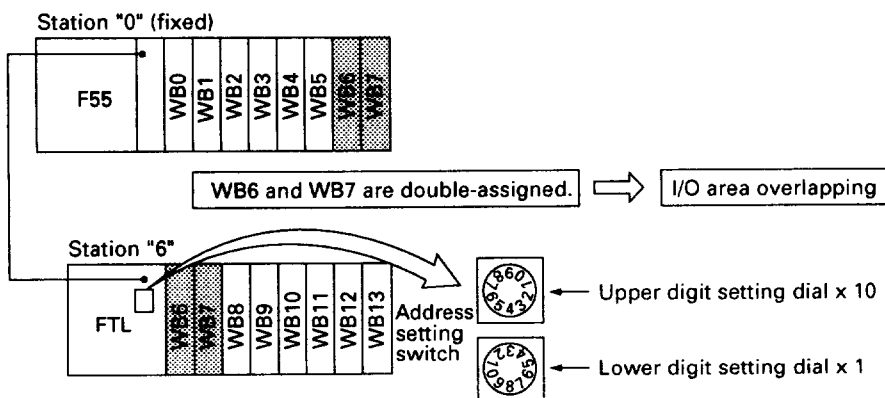 Station "0" (fixed)
F55
WB0
WB1
WB2
WB3
WB4
WB5
WB6
WB7
WB6 and WB7 are double-assigned.
I/O area overlapping
Station "6"
FTL
WB6
WB7
WB8
WB9
WB10
WB11
WB12
WB13
Address
setting
switch
0123456789
Upper digit setting dial x 10
0123456789
Lower digit setting dial x 1